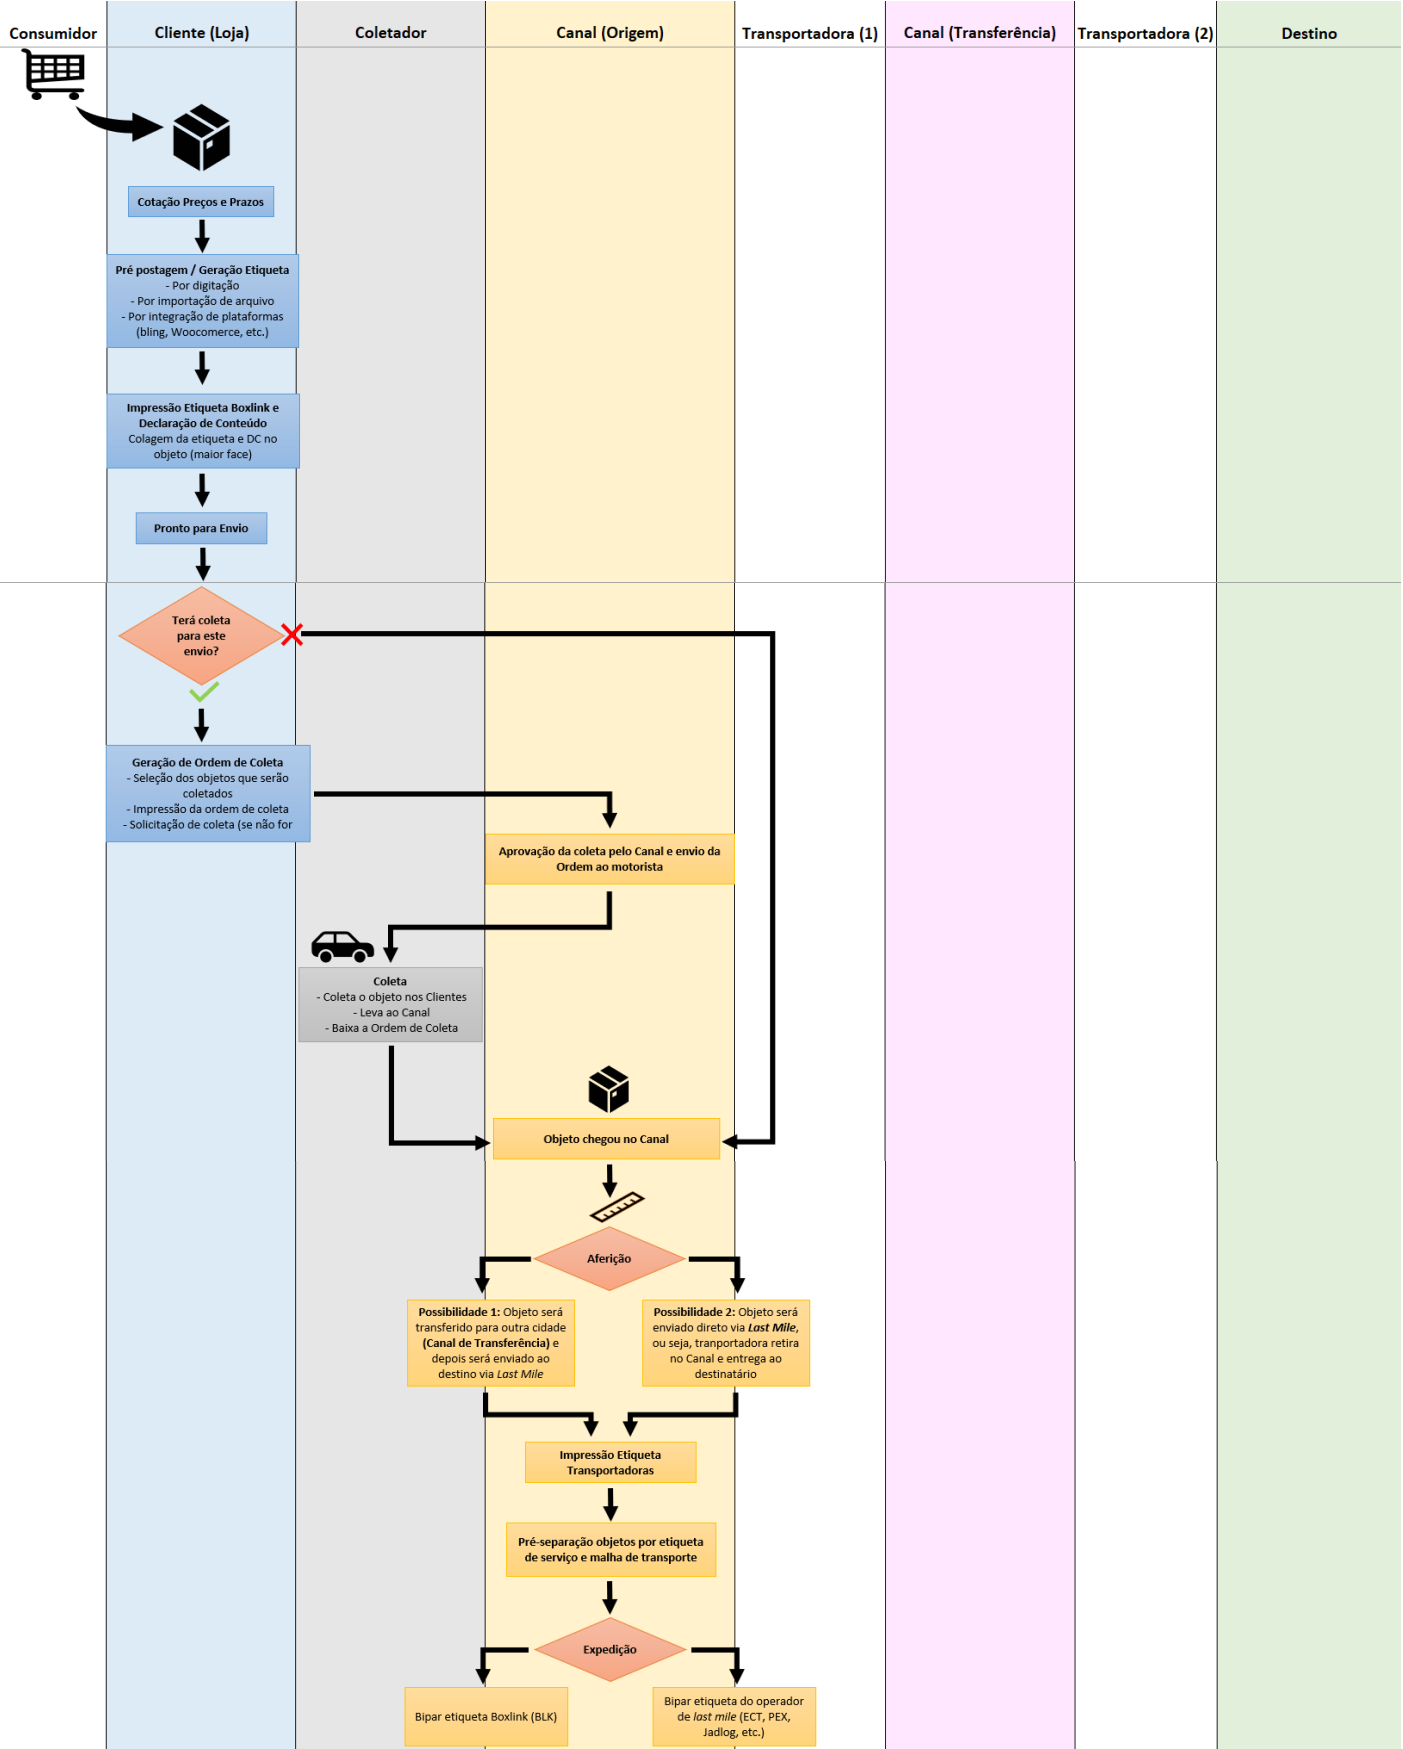 Consumidor
Cliente (Loja)
Coletador
Canal (Origem)
Transportadora (1)
Canal (Transferência)
Transportadora (2)
Destino
Cotação Preços e Prazos
Pré postagem / Geração Etiqueta
- Por digitação
- Por importação de arquivo
- Por integração de plataformas
(bling, Woocomerce, etc.)
Impressão Etiqueta Boxlink e
Declaração de Conteúdo
Colagem da etiqueta e DC no
objeto (maior face)
Pronto para Envio
Terá coleta
para este
envio?
Geração de Ordem de Coleta
- Seleção dos objetos que serão
coletados
- Impressão da ordem de coleta
- Solicitação de coleta (se não for
Aprovação da coleta pelo Canal e envio da
Ordem ao motorista
Coleta
- Coleta o objeto nos Clientes
- Leva ao Canal
- Baixa a Ordem de Coleta
Objeto chegou no Canal
Aferição
Possibilidade 1: Objeto será
transferido para outra cidade
(Canal de Transferência) e
depois será enviado ao
destino via Last Mile
Possibilidade 2: Objeto será
enviado direto via Last Mile,
ou seja, tranportadora retira
no Canal e entrega ao
destinatário
Impressão Etiqueta
Transportadoras
Pré-separação objetos por etiqueta
de serviço e malha de transporte
Expedição
Bipar etiqueta Boxlink (BLK)
Bipar etiqueta do operador
de last mile (ECT, PEX,
Jadlog, etc.)